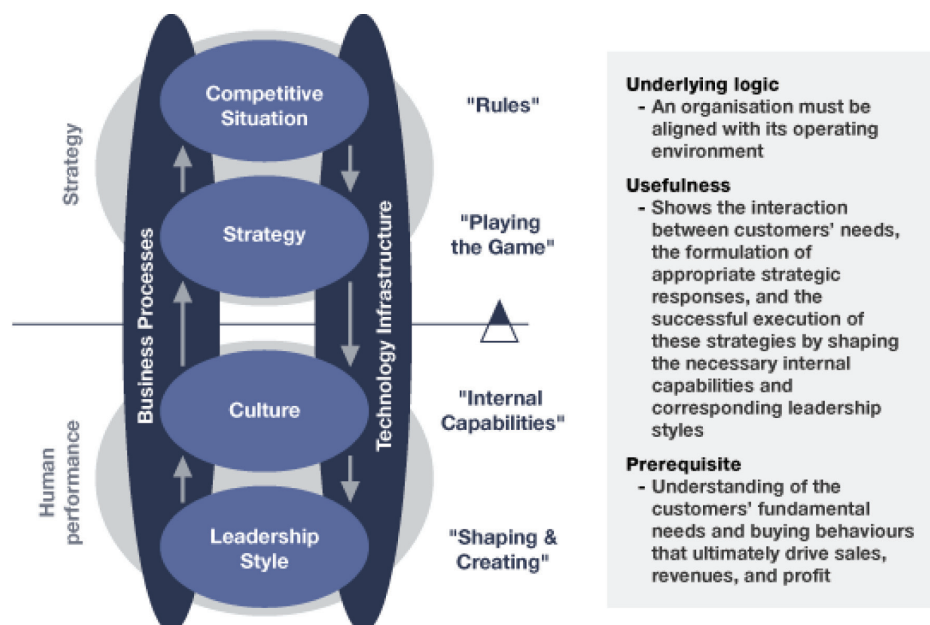 Strategy
Human
performance
Business Processes
Technology Infrastructure
Competitive
Situation
Strategy
Culture
Leadership
Style
"Rules"
"Playing
the Game"
"Internal
Capabilities"
"Shaping &
Creating"
Underlying logic
- An organisation must be
aligned with its operating
environment
Usefulness
- Shows the interaction
between customers' needs,
the formulation of
appropriate strategic
responses, and the
successful execution of
these strategies by shaping
the necessary internal
capabilities and
corresponding leadership
styles
Prerequisite
- Understanding of the
customers' fundamental
needs and buying behaviours
that ultimately drive sales,
revenues, and profit